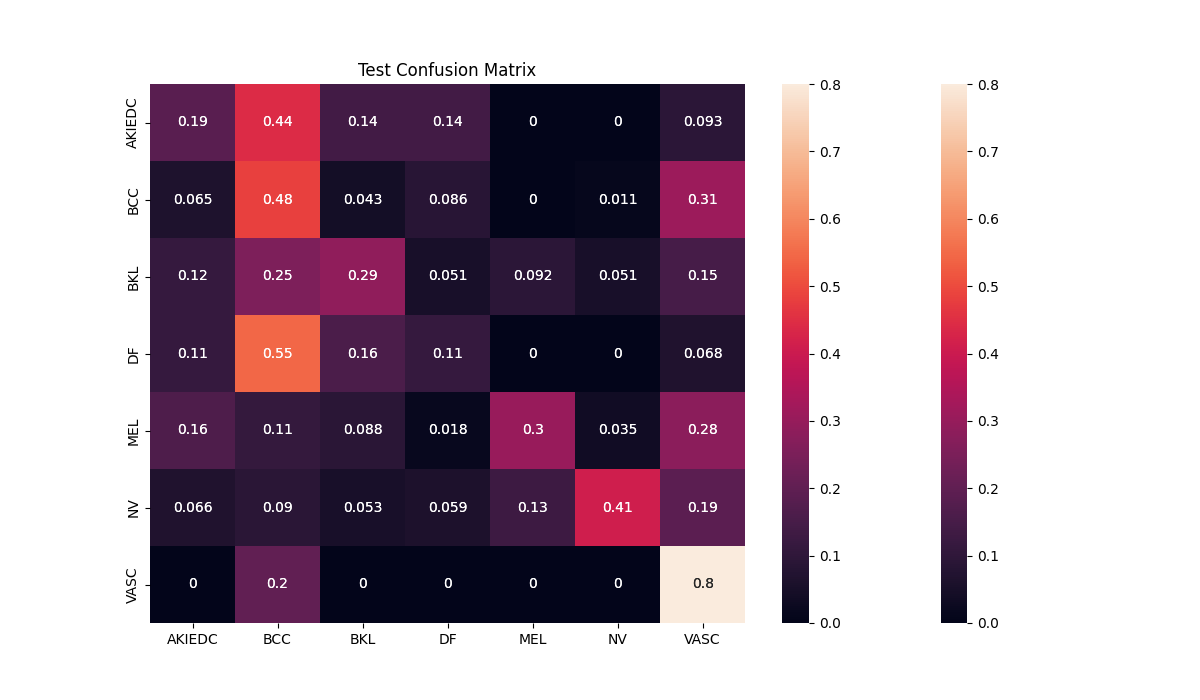 Test Confusion Matrix
AKIEDC 0.19 0.44 0.14 0.14 0 0 0.093
BCC 0.065 0.48 0.043 0.086 0 0.011 0.31
BKL 0.12 0.25 0.29 0.051 0.092 0.051 0.15
DF 0.11 0.55 0.16 0.11 0 0 0.068
MEL 0.16 0.11 0.088 0.018 0.3 0.035 0.28
NV 0.066 0.09 0.053 0.059 0.13 0.41 0.19
VASC 0 0.2 0 0 0 0 0.8
AKIEDC BCC BKL DF MEL NV VASC
0.8
0.7
0.6
0.5
0.4
0.3
0.2
0.1
0.0
0.8
0.7
0.6
0.5
0.4
0.3
0.2
0.1
0.0